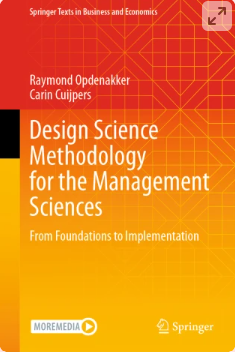 Springer Texts in Business and Economics
Raymond Opdenakker
Carin Cuijpers
Design Science
Methodology
for the Management
Sciences
From Foundations to Implementation
MOREMEDIA
Springer